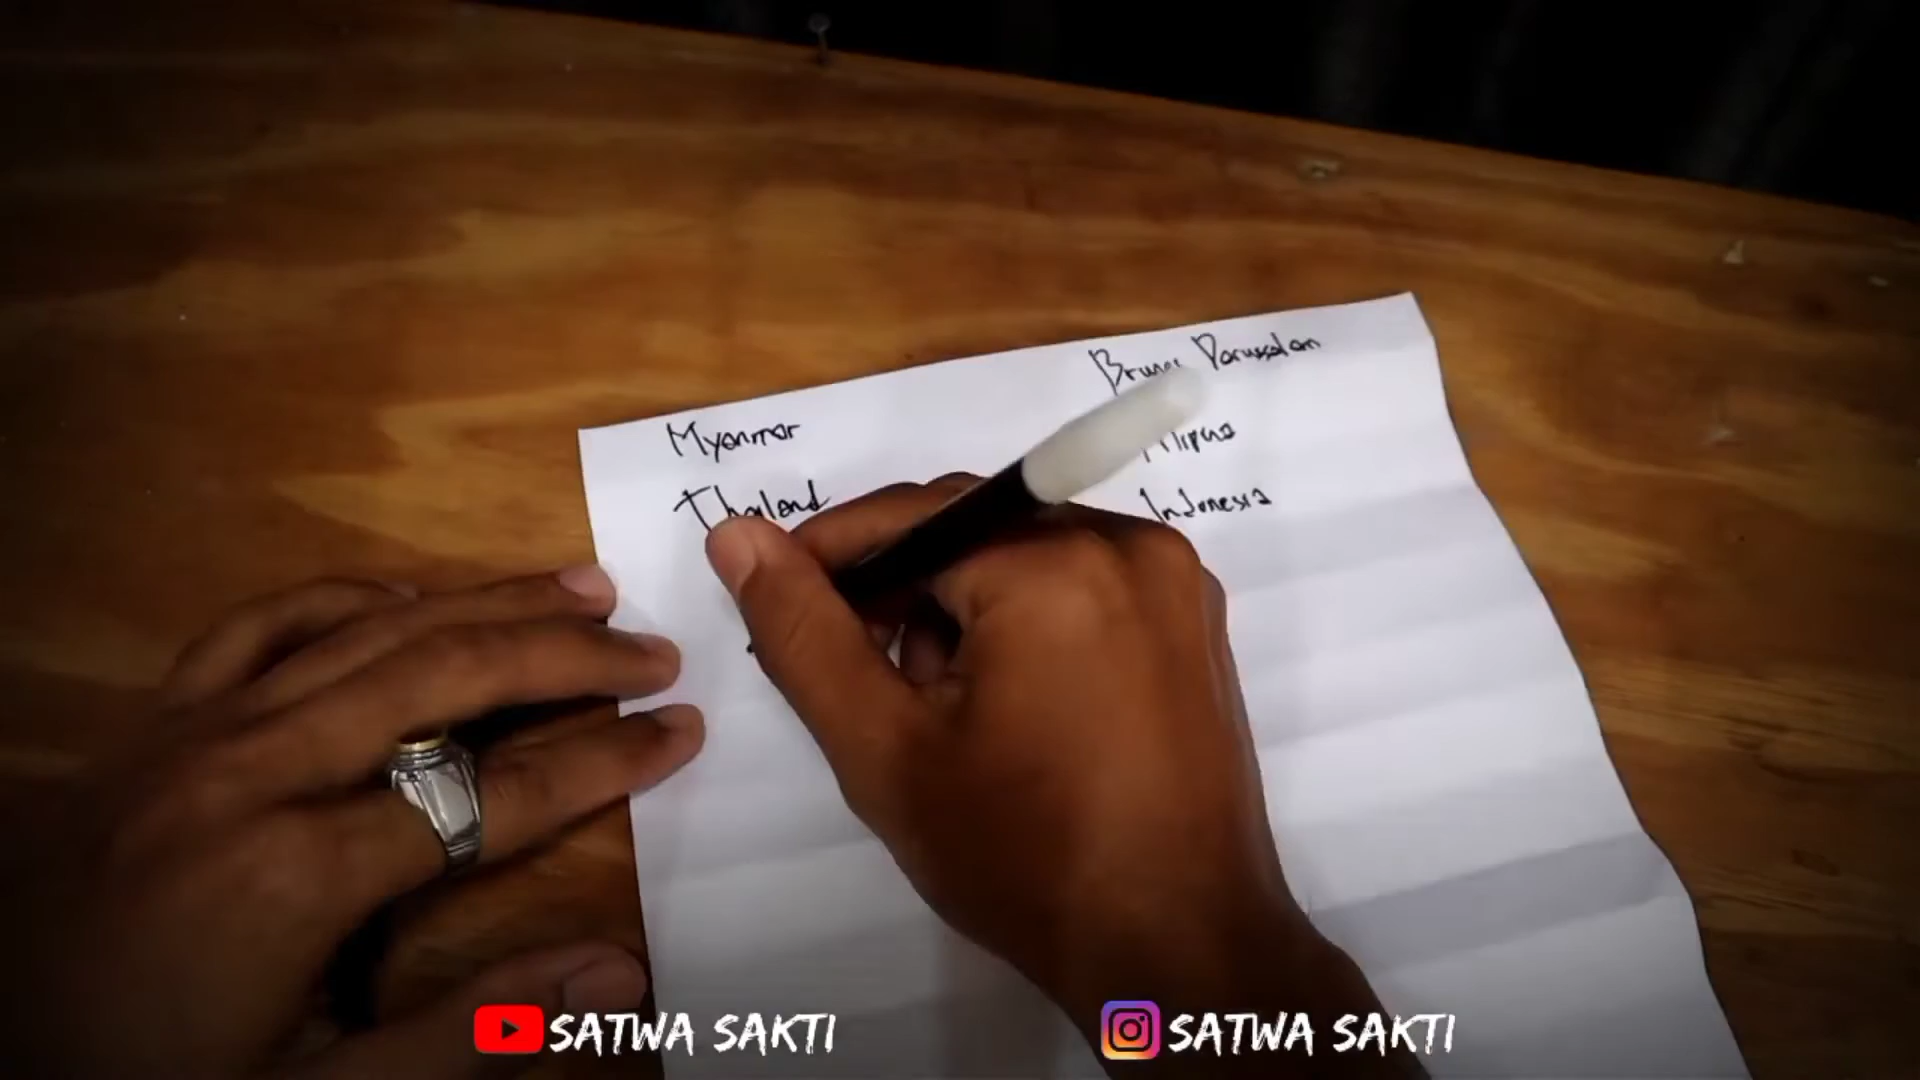 Myanmar
Thailand
Brunei Darussalam
Indonesia
SATWA SAKTI
SATWA SAKTI